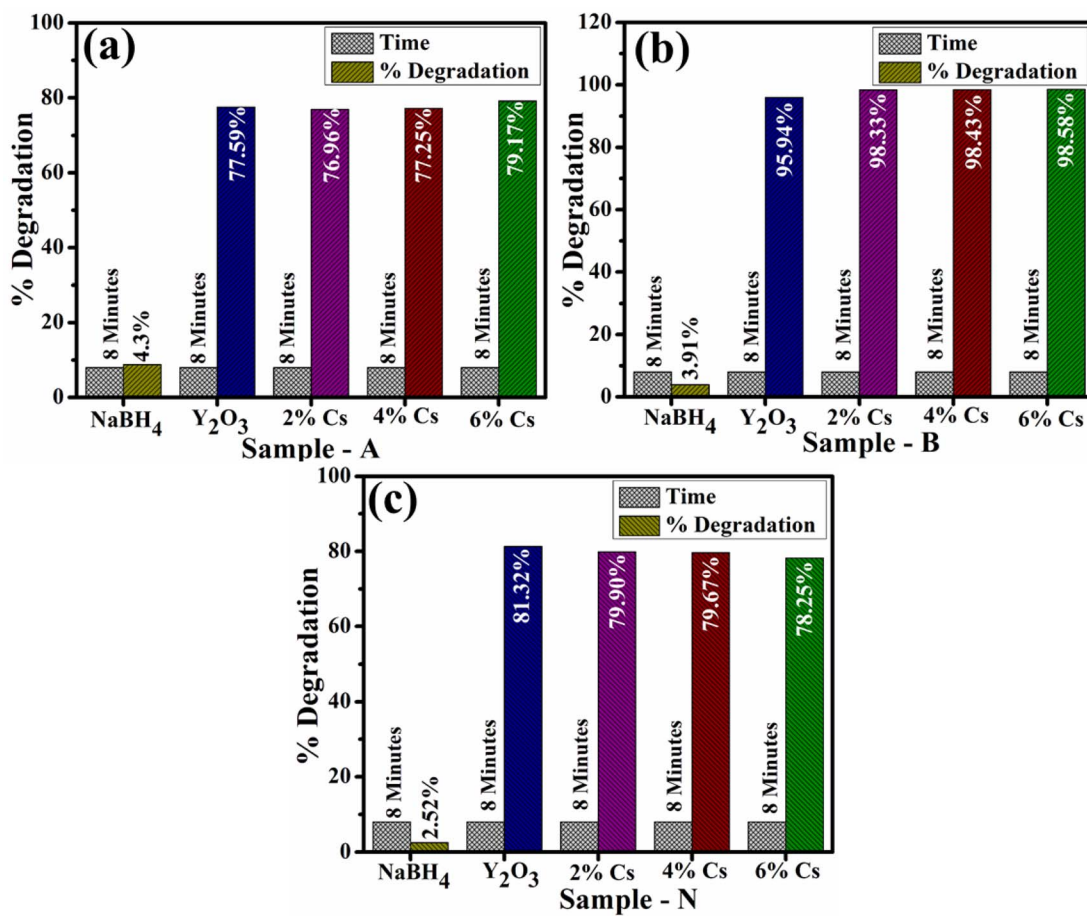 (a)
Time
% Degradation
100
80
60
40
20
0
% Degradation
8 Minutes
4.3%
8 Minutes
77.59%
8 Minutes
76.96%
8 Minutes
77.25%
8 Minutes
79.17%
NaBH4
Y2O3
2% Cs
4% Cs
6% Cs
Sample - A
(b)
Time
% Degradation
120
100
80
60
40
20
0
% Degradation
8 Minutes
3.91%
8 Minutes
95.94%
8 Minutes
98.33%
8 Minutes
98.43%
8 Minutes
98.58%
NaBH4
Y2O3
2% Cs
4% Cs
6% Cs
Sample - B
(c)
Time
% Degradation
100
80
60
40
20
0
% Degradation
8 Minutes
2.52%
8 Minutes
81.32%
8 Minutes
79.90%
8 Minutes
79.67%
8 Minutes
78.25%
NaBH4
Y2O3
2% Cs
4% Cs
6% Cs
Sample - N